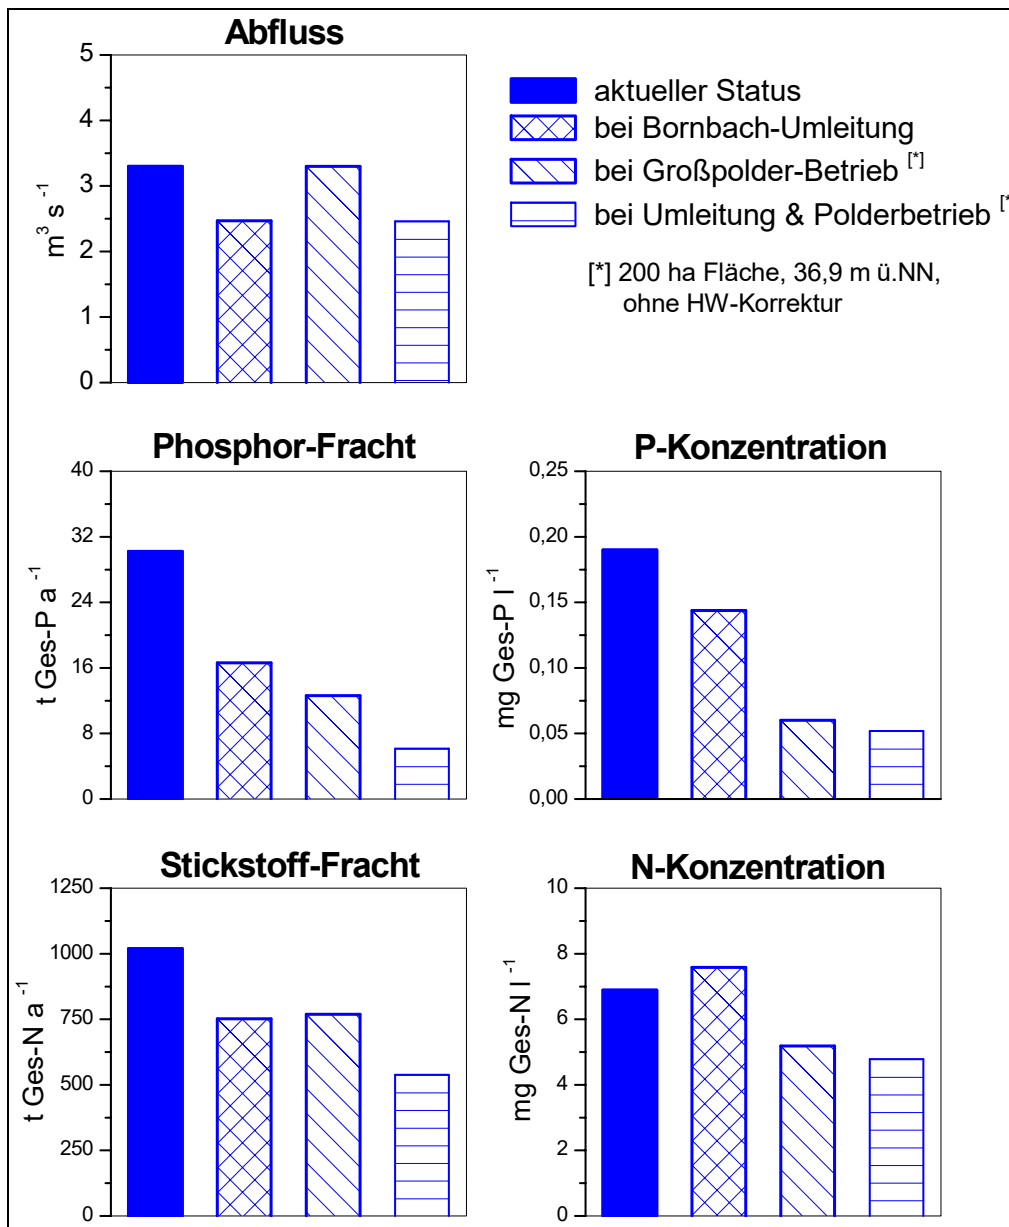 Abfluss
5
4
3
2
1
0
m³ s⁻¹
aktueller Status
bei Bornbach-Umleitung
bei Großpolder-Betrieb [*]
bei Umleitung & Polderbetrieb [*
[*] 200 ha Fläche, 36,9 m ü.NN,
ohne HW-Korrektur
Phosphor-Fracht
40
32
24
16
8
0
t Ges-P a⁻¹
P-Konzentration
0,25
0,20
0,15
0,10
0,05
0,00
mg Ges-P l⁻¹
Stickstoff-Fracht
1250
1000
750
500
250
0
t Ges-N a⁻¹
N-Konzentration
10
8
6
4
2
0
mg Ges-N l⁻¹